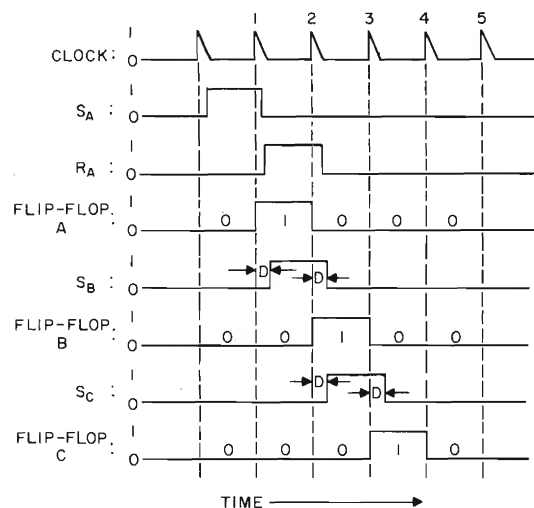 1 2 3 4 5
CLOCK: 1 0
SA : 1 0
RA : 1 0
FLIP-FLOP A : 1 0 0 1 0 0 0
SB : 1 0 D D
FLIP-FLOP B : 1 0 0 0 1 0 0
SC : 1 0 D D
FLIP-FLOP C : 1 0 0 0 0 1 0
TIME